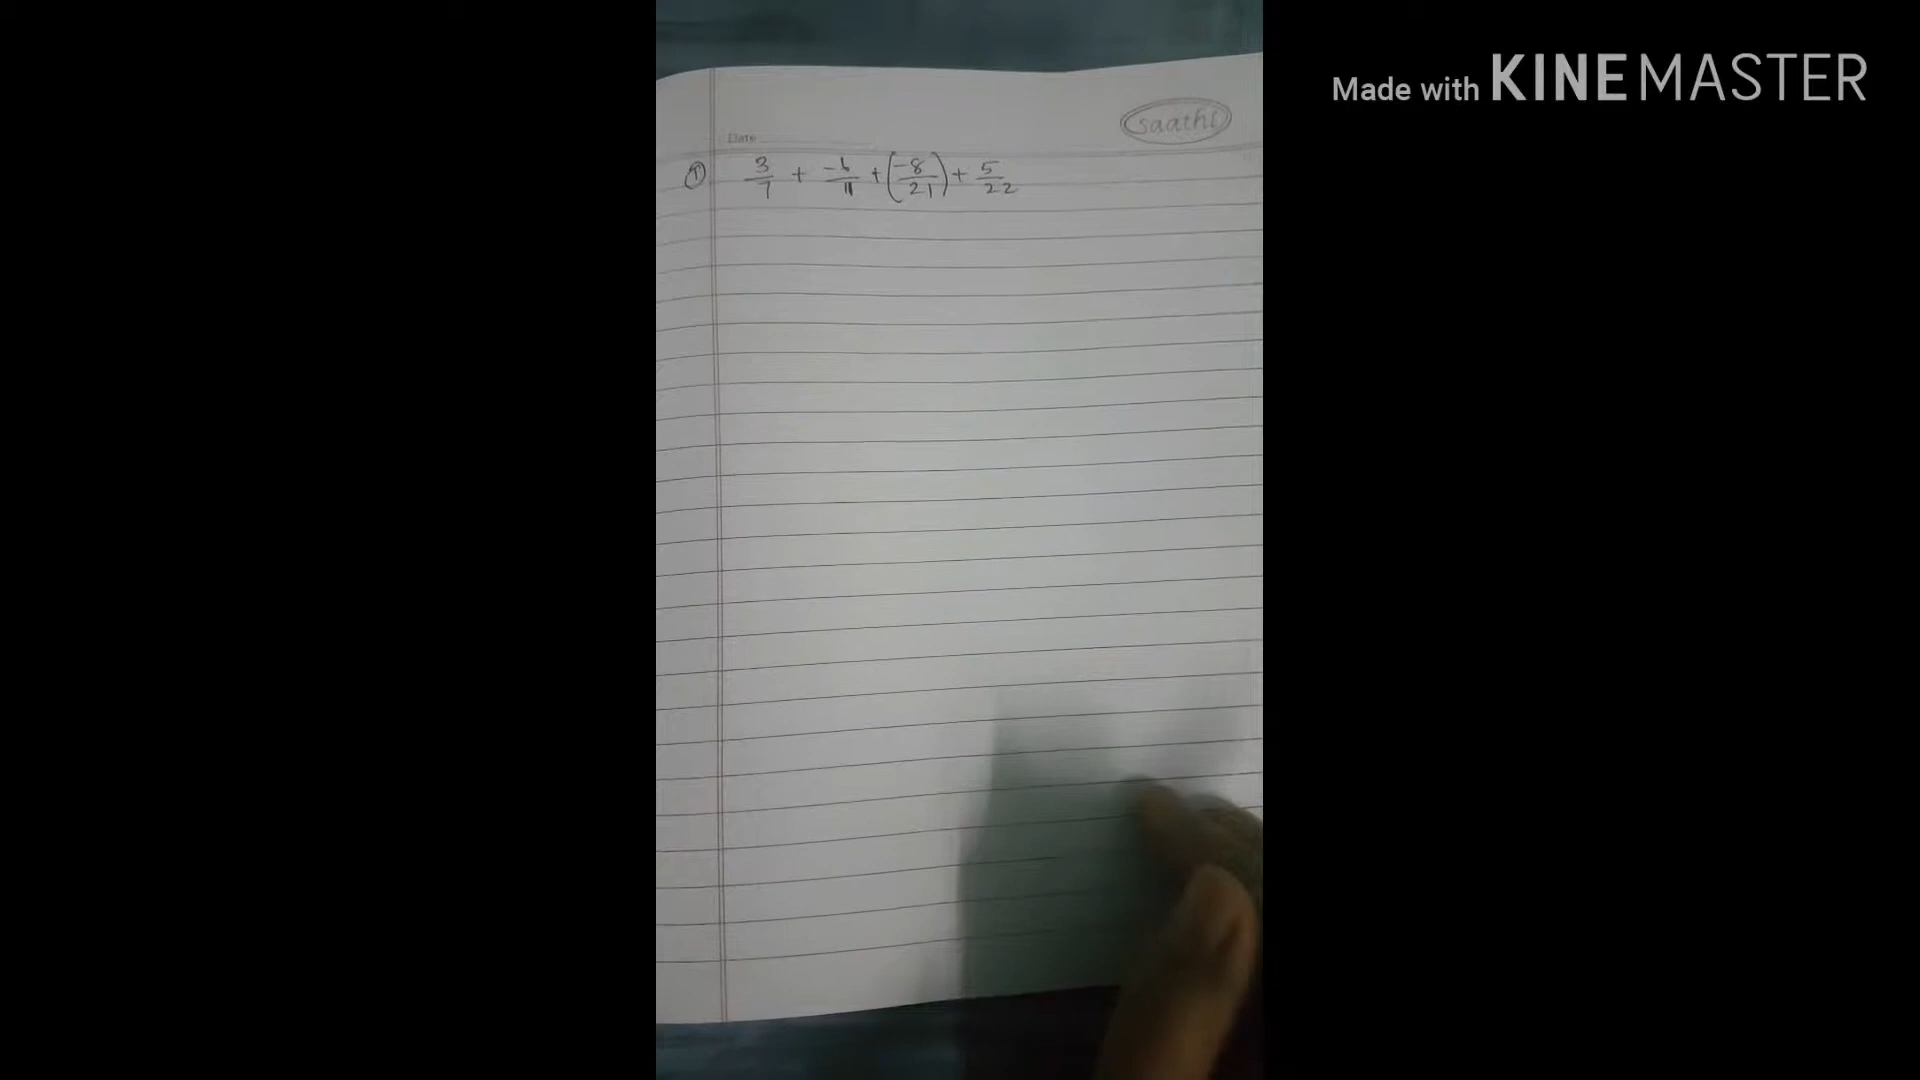 Made with KINEMASTER
saathi
Date
① 3/7 + -6/11 + (-8/21) + 5/22